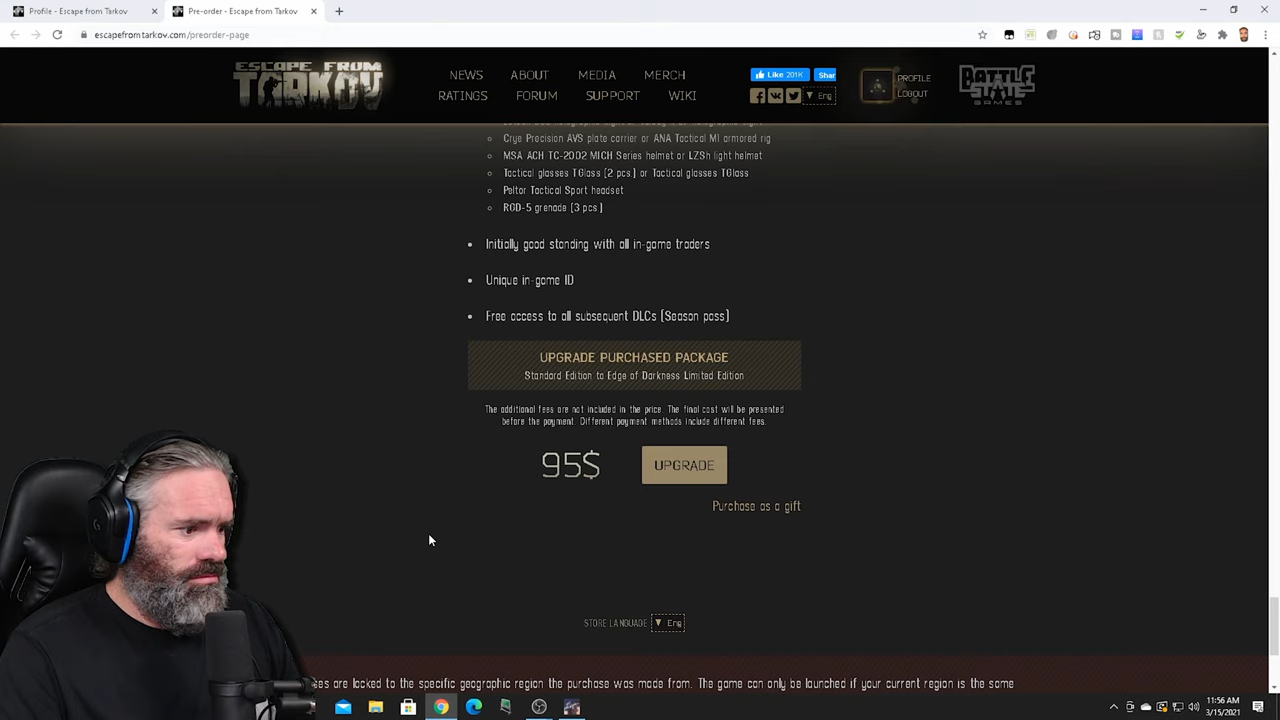 Profile - Escape from Tarkov
Pre-order - Escape from Tarkov
escapefromtarkov.com/preorder-page
ESCAPE FROM
TARKOV
NEWS ABOUT MEDIA MERCH
RATINGS FORUM SUPPORT WIKI
Like 201K Shar
Eng
PROFILE
LOGOUT
BATTLE
STATE
GAMES
Crye Precision AVS plate carrier or ANA Tactical M1 armored rig
MSA ACH TC-2002 MICH Series helmet or LZSh light helmet
Tactical glasses TGlass [2 pcs.] or Tactical glasses TGlass
Peltor Tactical Sport headset
RGD-5 grenade [3 pcs.]
Initially good standing with all in-game traders
Unique in-game ID
Free access to all subsequent DLCs [Season pass]
UPGRADE PURCHASED PACKAGE
Standard Edition to Edge of Darkness Limited Edition
The additional fees are not included in the price. The final cost will be presented
before the payment. Different payment methods include different fees.
95$ UPGRADE
Purchase as a gift
STORE LANGUAGE Eng
are locked to the specific geographic region the purchase was made from. The game can only be launched if your current region is the same
11:56 AM
3/15/2021